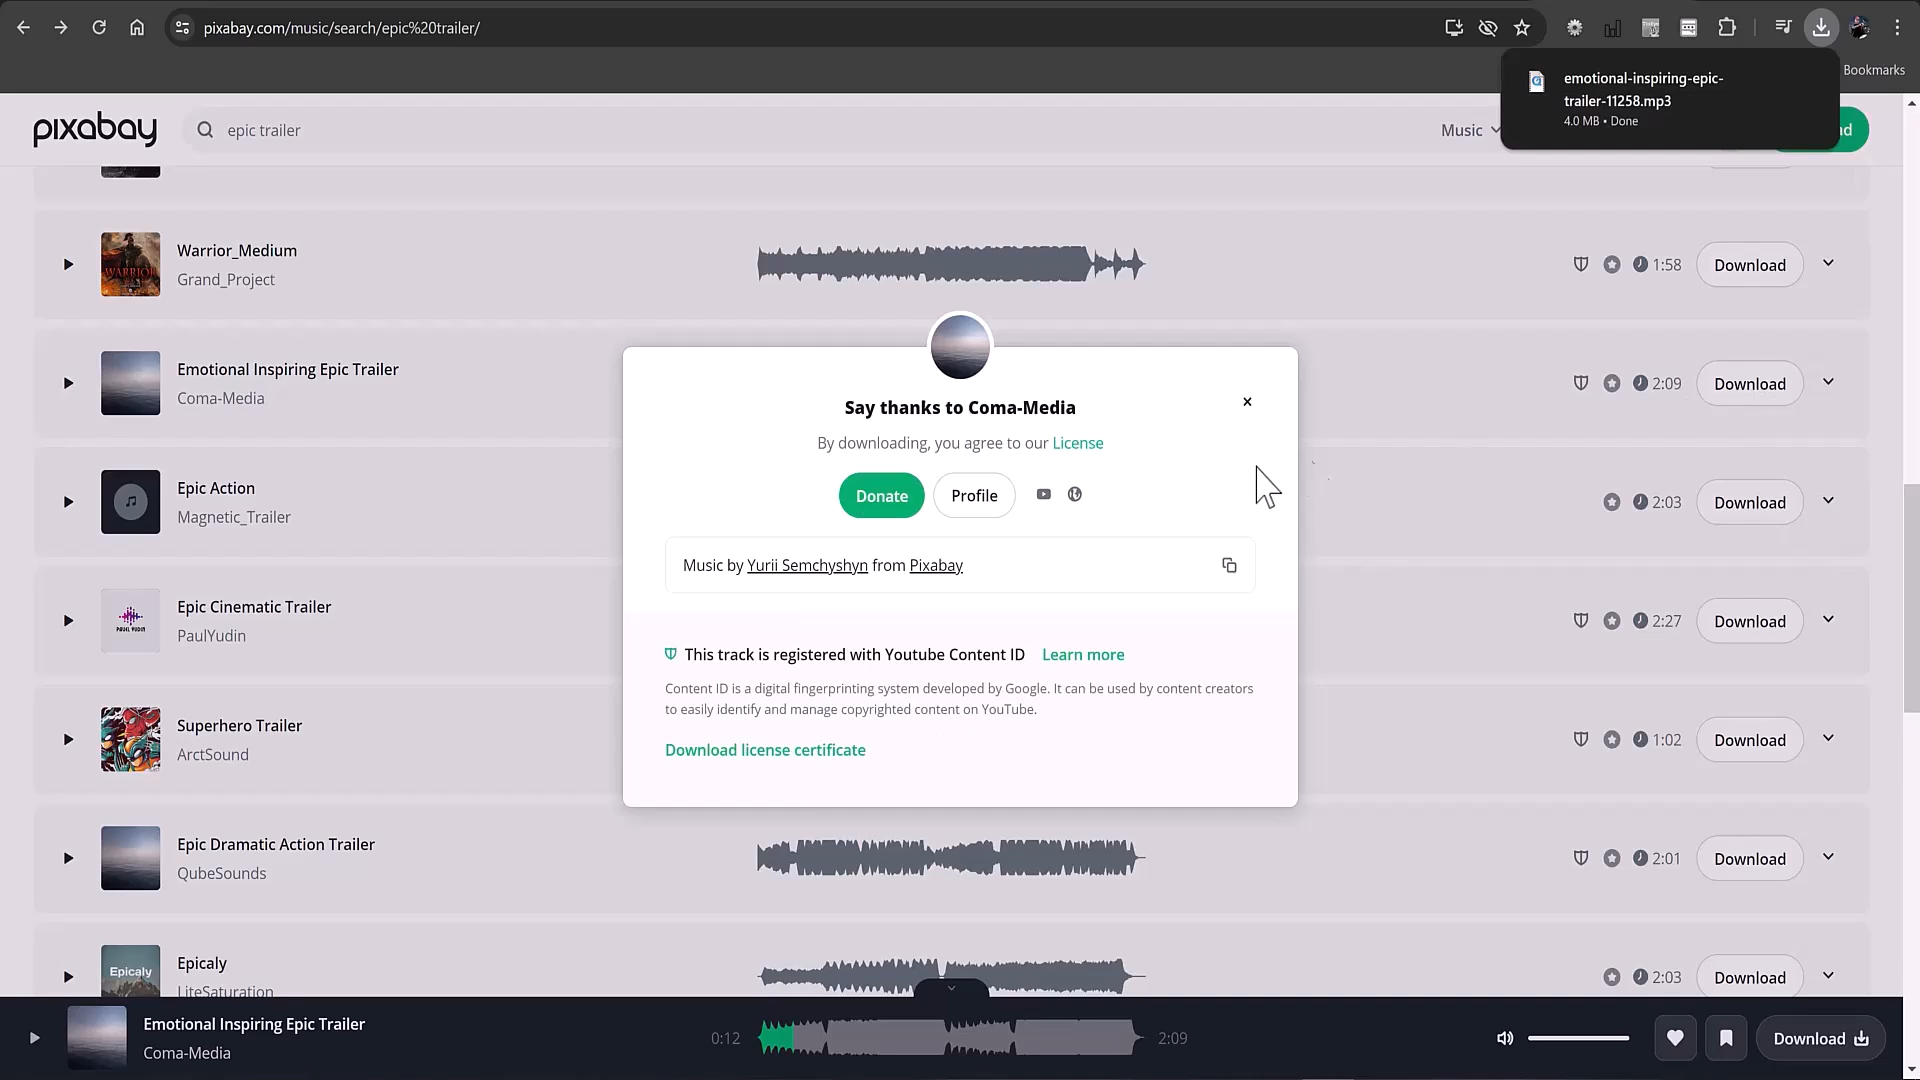 pixabay.com/music/search/epic%20trailer/
Bookmarks
emotional-inspiring-epic-
trailer-11258.mp3
4.0 MB • Done
pixabay
epic trailer
Music
WARRIOR
Warrior_Medium
Grand_Project
1:58
Download
Emotional Inspiring Epic Trailer
Coma-Media
2:09
Download
Epic Action
Magnetic_Trailer
2:03
Download
PAUL YUDIN
Epic Cinematic Trailer
PaulYudin
2:27
Download
Superhero Trailer
ArctSound
1:02
Download
Epic Dramatic Action Trailer
QubeSounds
2:01
Download
Epicaly
Epicaly
LiteSaturation
2:03
Download
Say thanks to Coma-Media
By downloading, you agree to our License
Donate
Profile
Music by Yurii Semchyshyn from Pixabay
This track is registered with Youtube Content ID Learn more
Content ID is a digital fingerprinting system developed by Google. It can be used by content creators
to easily identify and manage copyrighted content on YouTube.
Download license certificate
Emotional Inspiring Epic Trailer
Coma-Media
0:12
2:09
Download